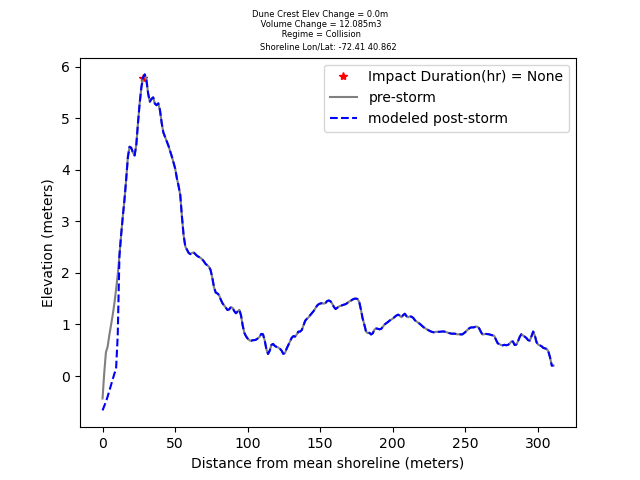 Dune Crest Elev Change = 0.0m
Volume Change = 12.085m3
Regime = Collision
Shoreline Lon/Lat: -72.41 40.862
Impact Duration(hr) = None
pre-storm
modeled post-storm
Elevation (meters)
6
5
4
3
2
1
0
0 50 100 150 200 250 300
Distance from mean shoreline (meters)